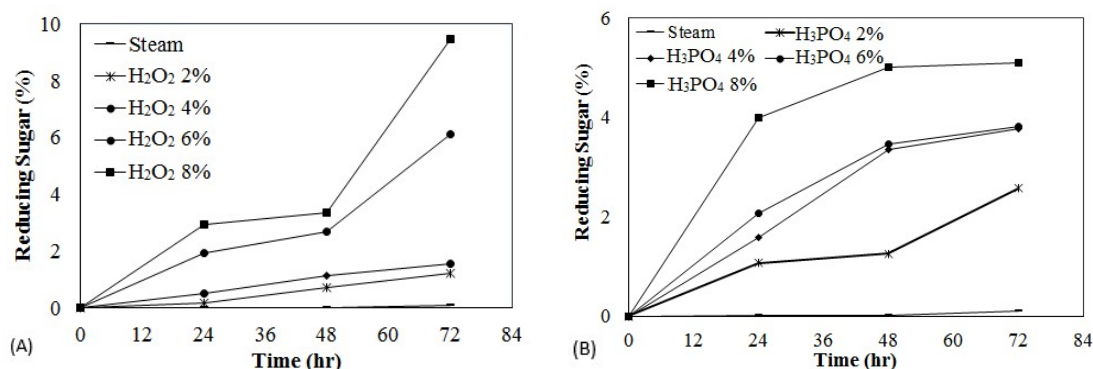 10
8
6
4
2
0
Reducing Sugar (%)
Steam
H₂O₂ 2%
H₂O₂ 4%
H₂O₂ 6%
H₂O₂ 8%
0 12 24 36 48 60 72 84
Time (hr)
(A)
6
4
2
0
Reducing Sugar (%)
Steam H₃PO₄ 2%
H₃PO₄ 4% H₃PO₄ 6%
H₃PO₄ 8%
0 12 24 36 48 60 72 84
Time (hr)
(B)